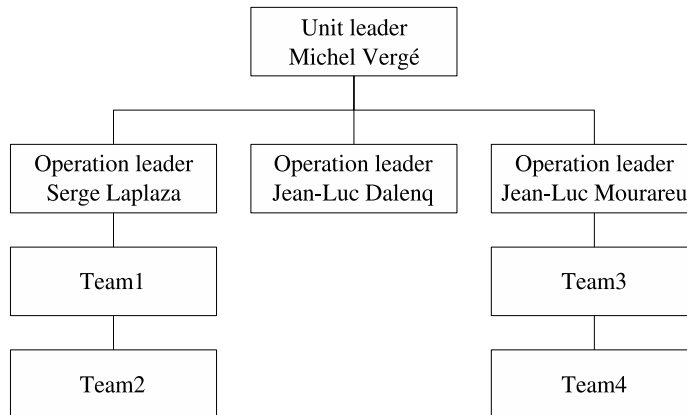 Unit leader
Michel Vergé
Operation leader
Serge Laplaza
Operation leader
Jean-Luc Dalenq
Operation leader
Jean-Luc Mourareu
Team1
Team3
Team2
Team4